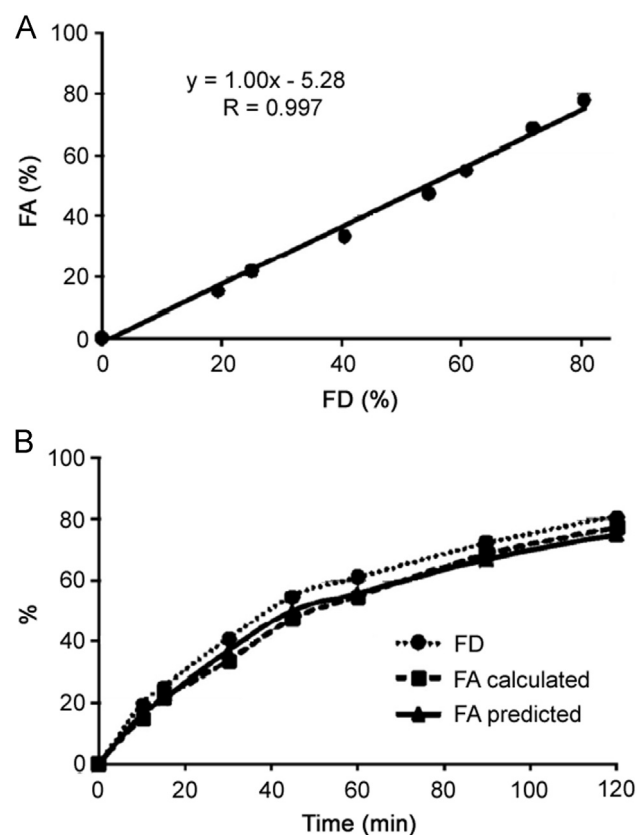 A
100
80
60
40
20
0
y = 1.00x - 5.28
R = 0.997
FA (%)
0 20 40 60 80
FD (%)
B
100
80
60
40
20
0
%
FD
FA calculated
FA predicted
0 20 40 60 80 100 120
Time (min)